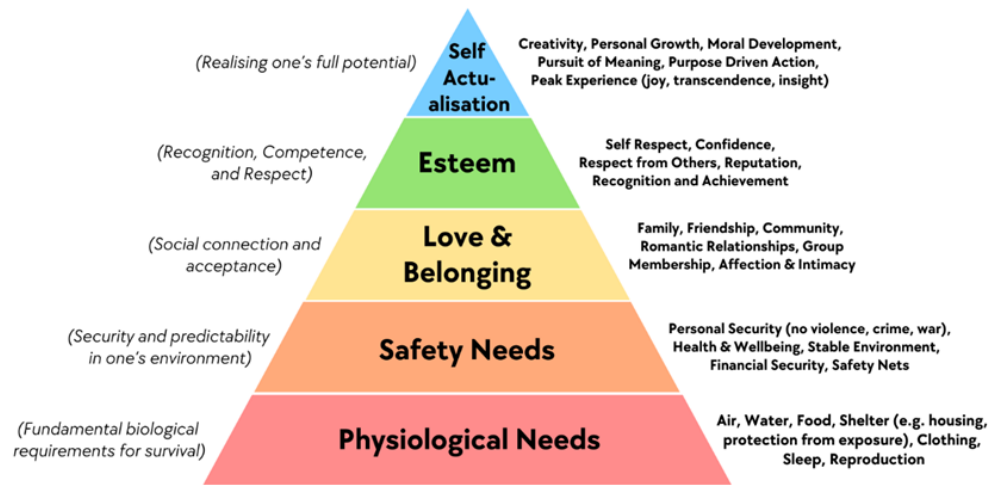 (Realising one's full potential)
Self
Actu-
alisation
Creativity, Personal Growth, Moral Development,
Pursuit of Meaning, Purpose Driven Action,
Peak Experience (joy, transcendence, insight)
(Recognition, Competence,
and Respect)
Esteem
Self Respect, Confidence,
Respect from Others, Reputation,
Recognition and Achievement
(Social connection and
acceptance)
Love &
Belonging
Family, Friendship, Community,
Romantic Relationships, Group
Membership, Affection & Intimacy
(Security and predictability
in one's environment)
Safety Needs
Personal Security (no violence, crime, war),
Health & Wellbeing, Stable Environment,
Financial Security, Safety Nets
(Fundamental biological
requirements for survival)
Physiological Needs
Air, Water, Food, Shelter (e.g. housing,
protection from exposure), Clothing,
Sleep, Reproduction